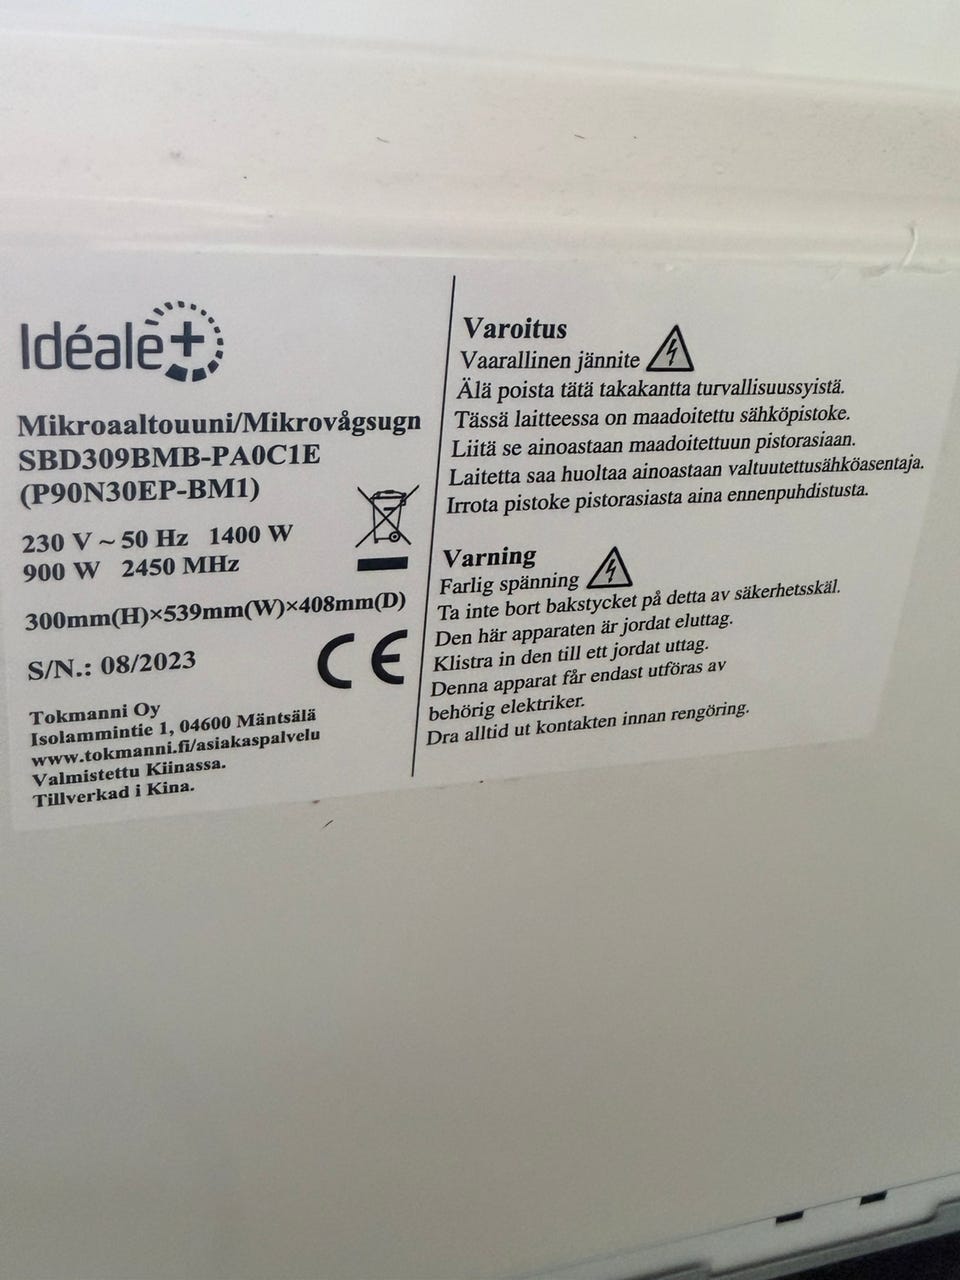 Idéale+
Mikroaaltouuni/Mikrovågsugn
SBD309BMB-PA0C1E
(P90N30EP-BM1)
230 V ~ 50 Hz 1400 W
900 W 2450 MHz
300mm(H)×539mm(W)×408mm(D)
S/N.: 08/2023
CE
Tokmanni Oy
Isolammintie 1, 04600 Mäntsälä
www.tokmanni.fi/asiakaspalvelu
Valmistettu Kiinassa.
Tillverkad i Kina.
Varoitus
Vaarallinen jännite
Älä poista tätä takakantta turvallisuussyistä.
Tässä laitteessa on maadoitettu sähköpistoke.
Liitä se ainoastaan maadoitettuun pistorasiaan.
Laitetta saa huoltaa ainoastaan valtuutettusähköasentaja.
Irrota pistoke pistorasiasta aina ennenpuhdistusta.
Varning
Farlig spänning
Ta inte bort bakstycket på detta av säkerhetsskäl.
Den här apparaten är jordat eluttag.
Klistra in den till ett jordat uttag.
Denna apparat får endast utföras av
behörig elektriker.
Dra alltid ut kontakten innan rengöring.